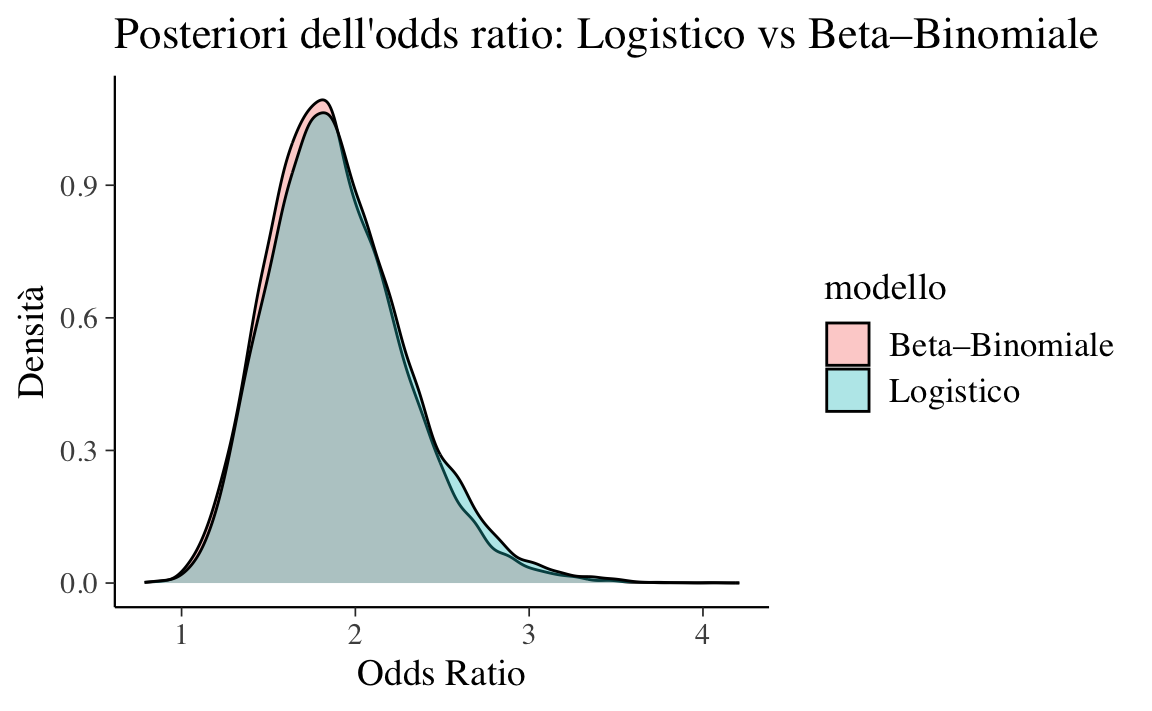 Posteriori dell'odds ratio: Logistico vs Beta–Binomiale
Densità
0.9
0.6
0.3
0.0
1 2 3 4
Odds Ratio
modello
Beta–Binomiale
Logistico